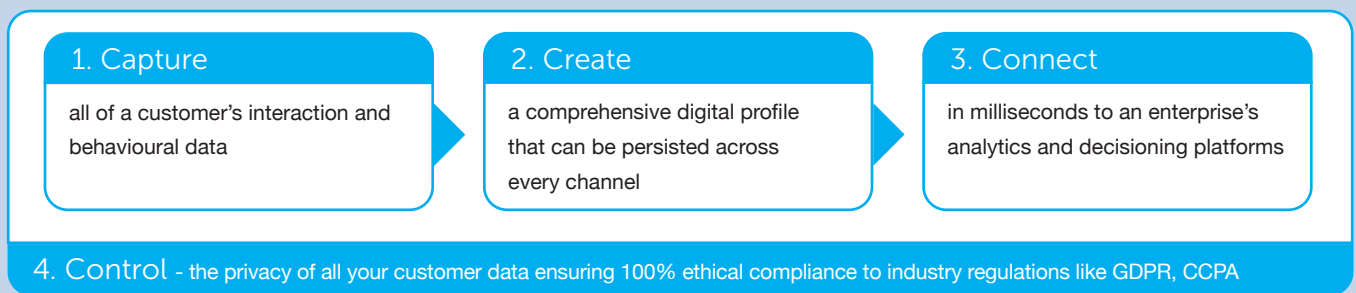 1. Capture
all of a customer’s interaction and
behavioural data
2. Create
a comprehensive digital profile
that can be persisted across
every channel
3. Connect
in milliseconds to an enterprise’s
analytics and decisioning platforms
4. Control - the privacy of all your customer data ensuring 100% ethical compliance to industry regulations like GDPR, CCPA